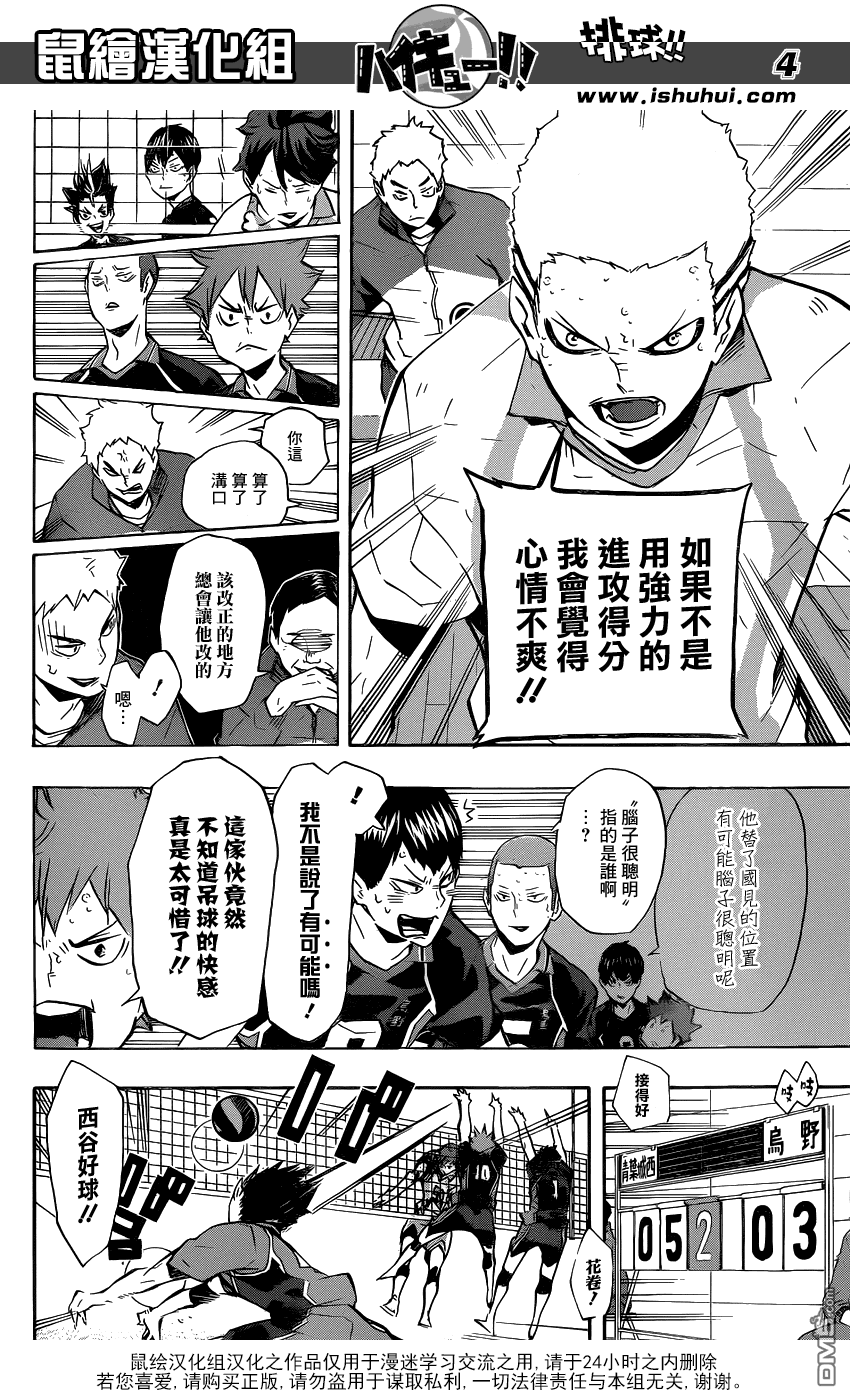 鼠繪漢化組
ハイキュー!!
排球!!
4
www.ishuhui.com
如果不是
用強力的
進攻得分
我會覺得
心情不爽!!
你這
算了
算了
溝口
該改正的地方
總會讓他改的
!
嗯…
他替了國見的位置
有可能腦子很聰明呢
“腦子很聰明”
指的是誰啊
…?
!
我不是說了有可能嗎!
這傢伙竟然
不知道吊球的快感
真是太可惜了!!
吱
吱
接得好
烏野
青葉城西
05 2 03
花卷!
西谷好球!!
烏野
10
1
DM5
鼠绘汉化组汉化之作品仅用于漫迷学习交流之用, 请于24小时之内删除
若您喜爱, 请购买正版, 请勿盗用于谋取私利, 一切法律责任与本组无关, 谢谢。